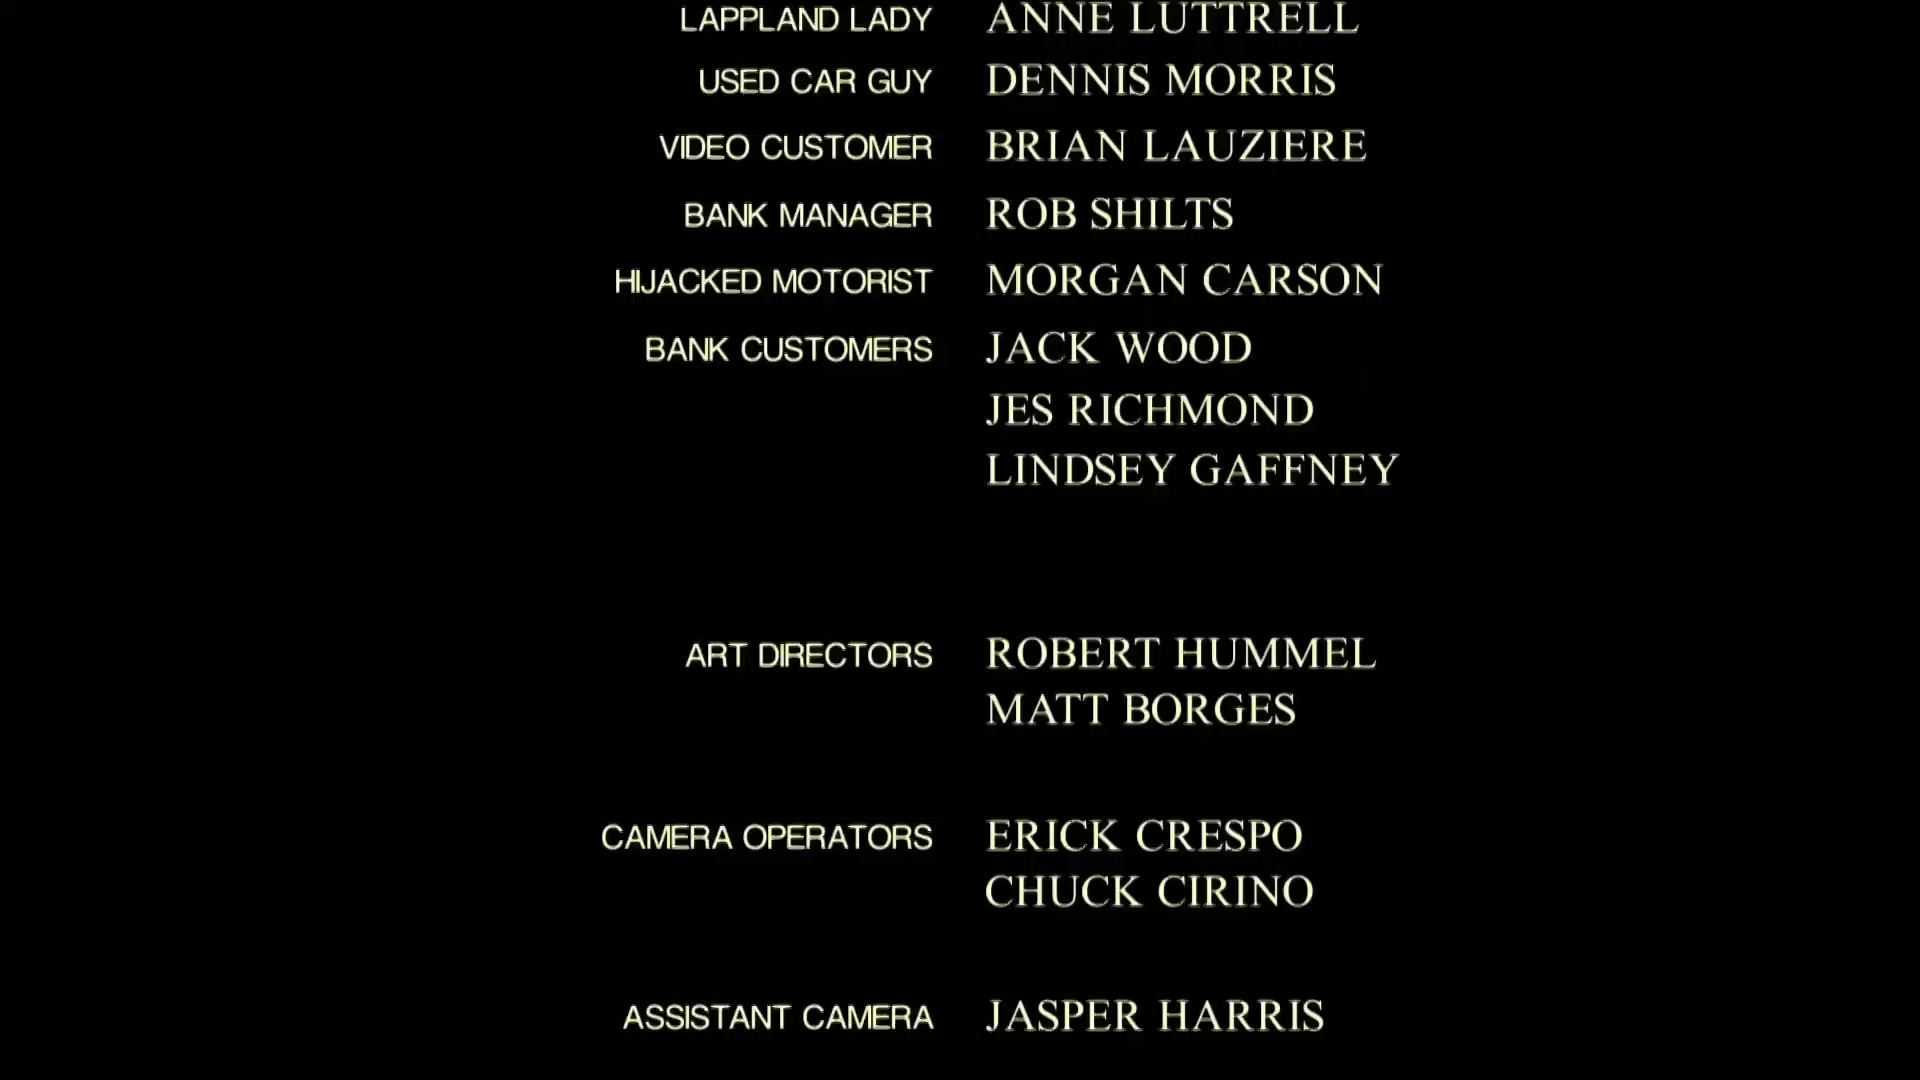 LAPPLAND LADY ANNE LUTTRELL
USED CAR GUY DENNIS MORRIS
VIDEO CUSTOMER BRIAN LAUZIERE
BANK MANAGER ROB SHILTS
HIJACKED MOTORIST MORGAN CARSON
BANK CUSTOMERS JACK WOOD
JES RICHMOND
LINDSEY GAFFNEY
ART DIRECTORS ROBERT HUMMEL
MATT BORGES
CAMERA OPERATORS ERICK CRESPO
CHUCK CIRINO
ASSISTANT CAMERA JASPER HARRIS